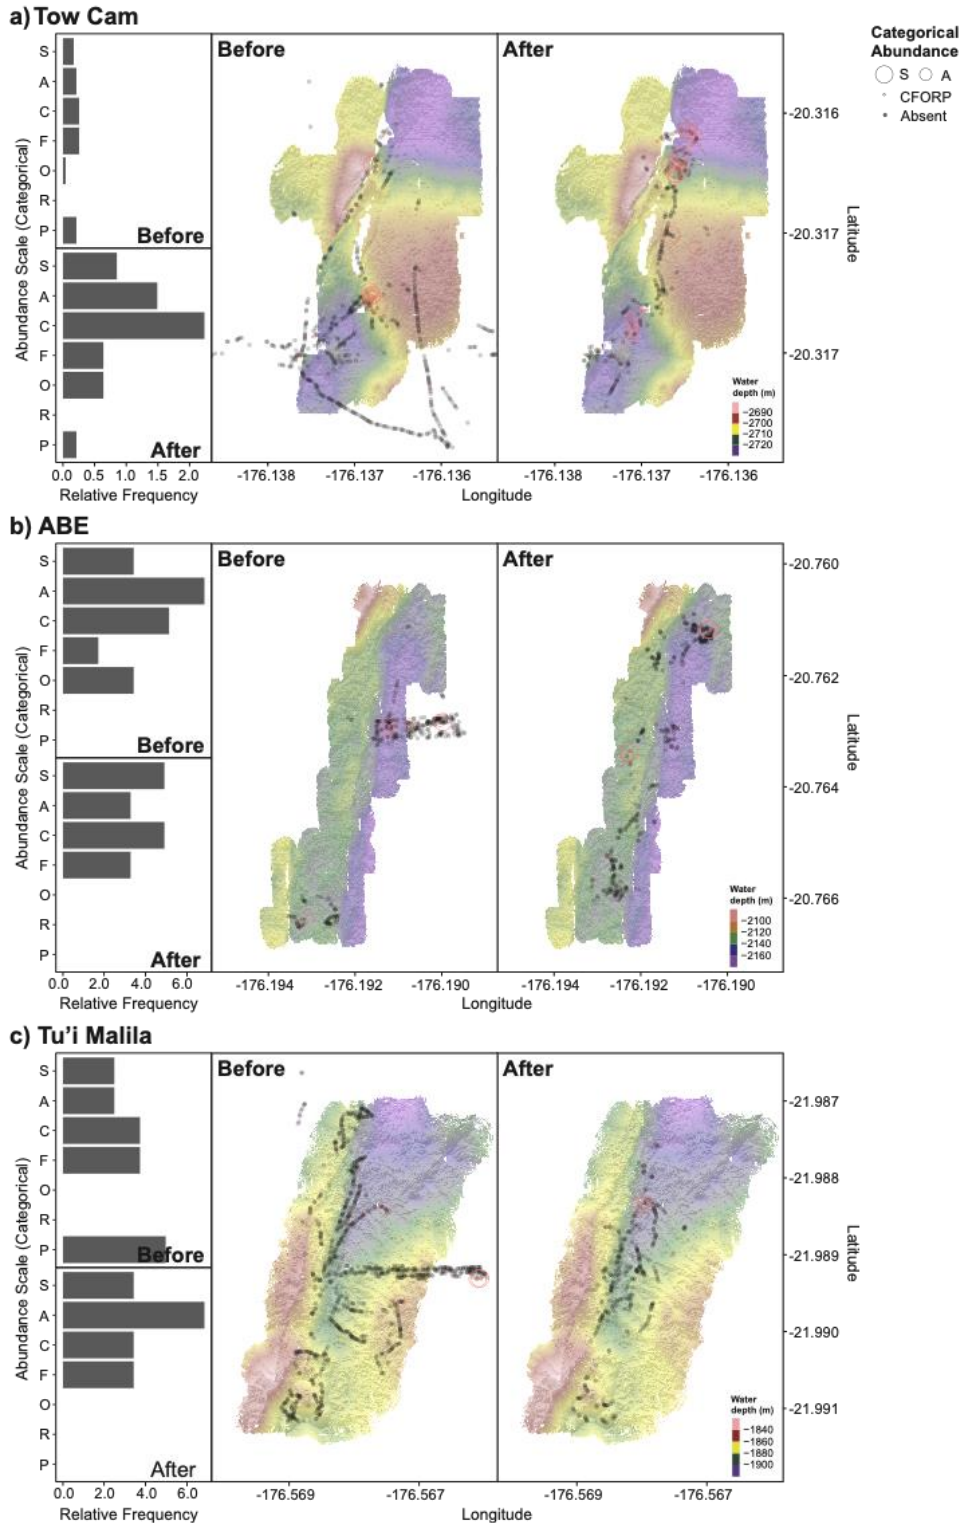 a) Tow Cam
Categorical
Abundance
S A
CFORP
Absent
Abundance Scale (Categorical)
S
A
C
F
O
R
P
Before
S
A
C
F
O
R
P
After
0.0 0.5 1.0 1.5 2.0
Relative Frequency
Before
After
-20.316
-20.317
-20.317
Latitude
Water
depth (m)
-2690
-2700
-2710
-2720
-176.138 -176.137 -176.136
-176.138 -176.137 -176.136
Longitude
Longitude
b) ABE
Abundance Scale (Categorical)
S
A
C
F
O
R
P
Before
S
A
C
F
O
R
P
After
0.0 2.0 4.0 6.0
Relative Frequency
Before
After
-20.760
-20.762
-20.764
-20.766
Latitude
Water
depth (m)
-2100
-2120
-2140
-2160
-176.194 -176.192 -176.190
-176.194 -176.192 -176.190
Longitude
Longitude
c) Tu'i Malila
Abundance Scale (Categorical)
S
A
C
F
O
R
P
Before
S
A
C
F
O
R
P
After
0.0 2.0 4.0 6.0
Relative Frequency
Before
After
-21.987
-21.988
-21.989
-21.990
-21.991
Latitude
Water
depth (m)
-1840
-1860
-1880
-1900
-176.569 -176.567
-176.569 -176.567
Longitude
Longitude